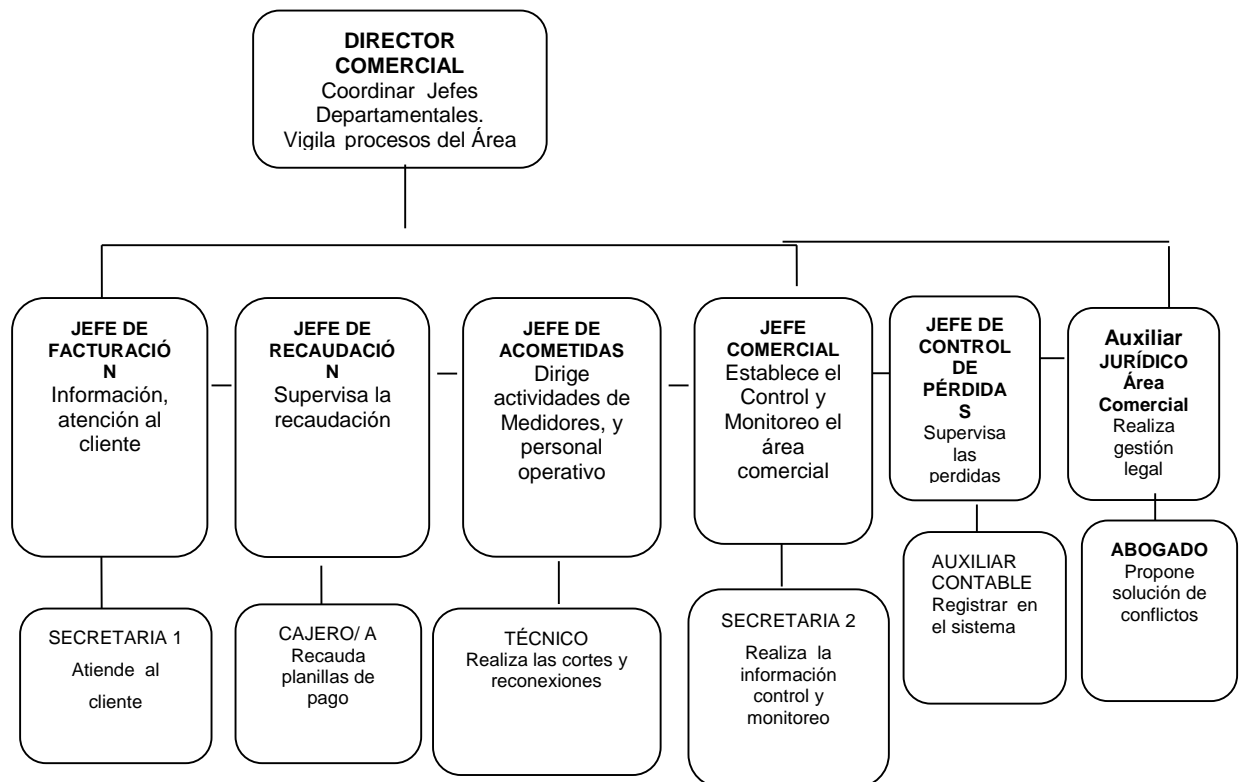 DIRECTOR
COMERCIAL
Coordinar Jefes
Departamentales.
Vigila procesos del Área
JEFE DE
FACTURACIÓ
N
Información,
atención al
cliente
JEFE DE
RECAUDACIÓ
N
Supervisa la
recaudación
JEFE DE
ACOMETIDAS
Dirige
actividades de
Medidores, y
personal
operativo
JEFE
COMERCIAL
Establece el
Control y
Monitoreo el
área
comercial
JEFE DE
CONTROL
DE
PÉRDIDA
S
Supervisa
las
perdidas
Auxiliar
JURÍDICO
Área
Comercial
Realiza
gestión
legal
SECRETARIA 1
Atiende al
cliente
CAJERO/ A
Recauda
planillas de
pago
TÉCNICO
Realiza las cortes y
reconexiones
SECRETARIA 2
Realiza la
información
control y
monitoreo
AUXILIAR
CONTABLE
Registrar en
el sistema
ABOGADO
Propone
solución de
conflictos